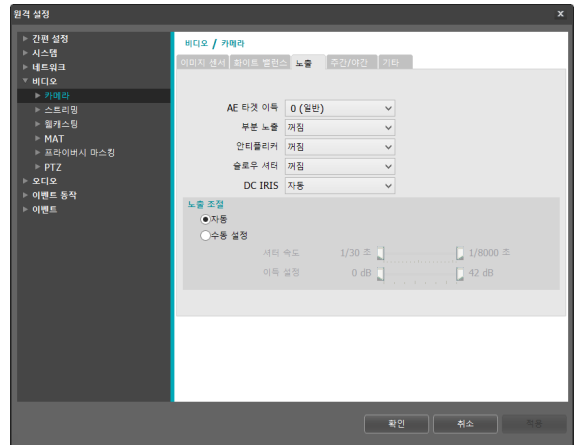 원격 설정
x
간편 설정
시스템
네트워크
비디오
카메라
스트리밍
웹캐스팅
MAT
프라이버시 마스킹
PTZ
오디오
이벤트 동작
이벤트
비디오 / 카메라
이미지 센서 화이트 밸런스 노출 주간/야간 기타
AE 타겟 이득 0 (일반)
부분 노출 꺼짐
안티플리커 꺼짐
슬로우 셔터 꺼짐
DC IRIS 자동
노출 조절
자동
수동 설정
셔터 속도 1/30 초 1/8000 초
이득 설정 0 dB 42 dB
확인 취소 적용